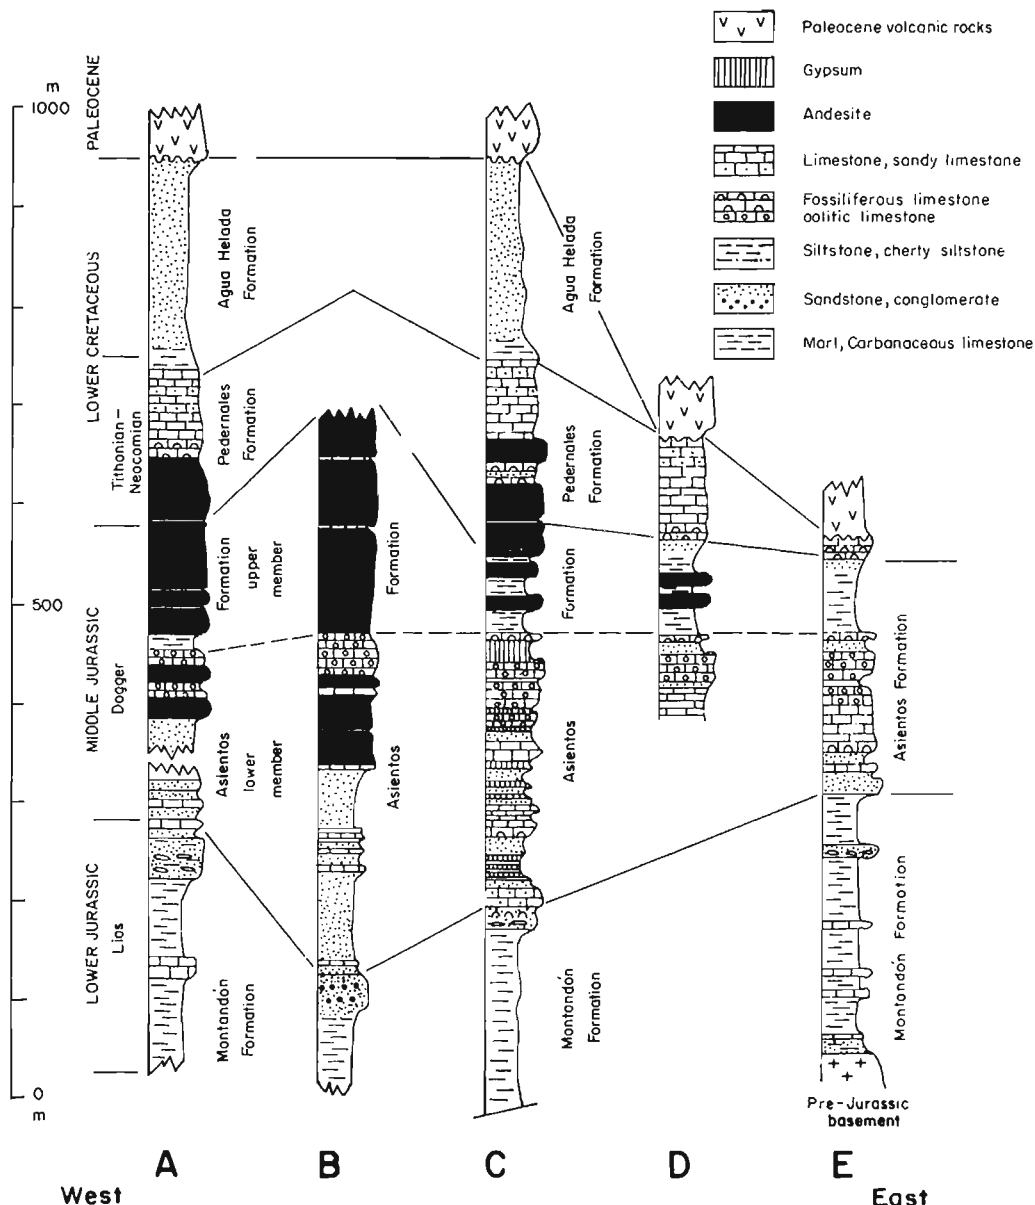 Paleocene volcanic rocks
Gypsum
Andesite
Limestone, sandy limestone
Fossiliferous limestone
oolitic limestone
Siltstone, cherty siltstone
Sandstone, conglomerate
Marl, Carbanaceous limestone
m
1000
500
0
m
PALEOCENE
LOWER CRETACEOUS
Tithonian-
Neocomian
MIDDLE JURASSIC
Dogger
LOWER JURASSIC
Lias
Agua Helada
Formation
Pedernales
Formation
Formation
upper
member
Asientos
lower
member
Montandón
Formation
Formation
Asientos
Agua Helada
Formation
Pedernales
Formation
Formation
Asientos
Montandón
Formation
Asientos Formation
Montandón Formation
Pre-Jurassic
basement
A
B
C
D
E
West
East